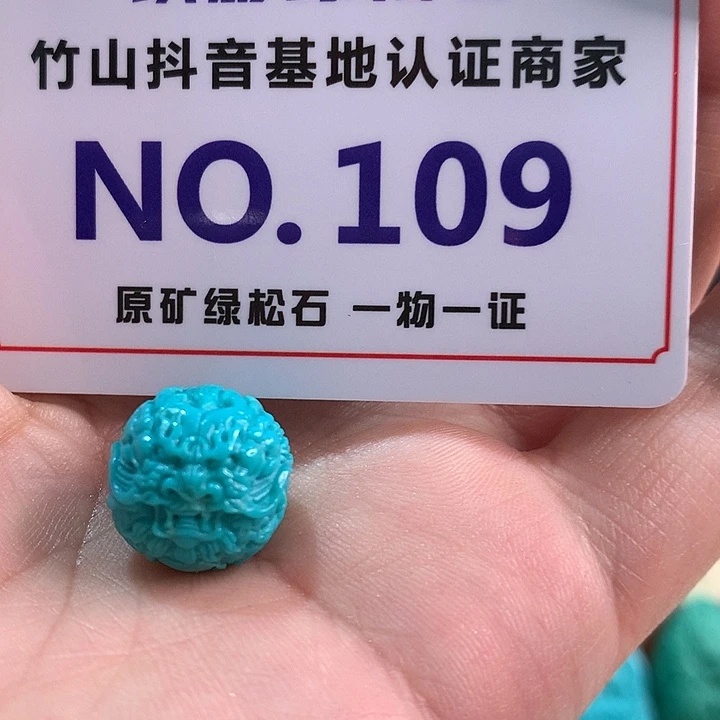 竹山抖音基地认证商家
NO. 109
原矿绿松石 一物一证